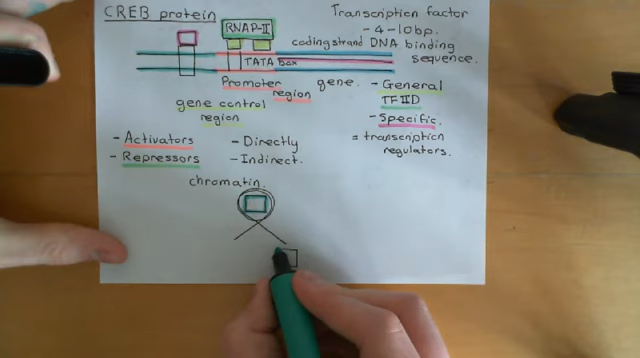 CREB protein
RNAP-II
Transcription factor
- 4-10bp.
coding strand DNA binding
sequence.
TATA box
Promoter
region
gene.
gene control
region
- General
TFIID
- Specific.
= transcription
regulators.
- Activators
- Repressors
- Directly
- Indirect.
chromatin.